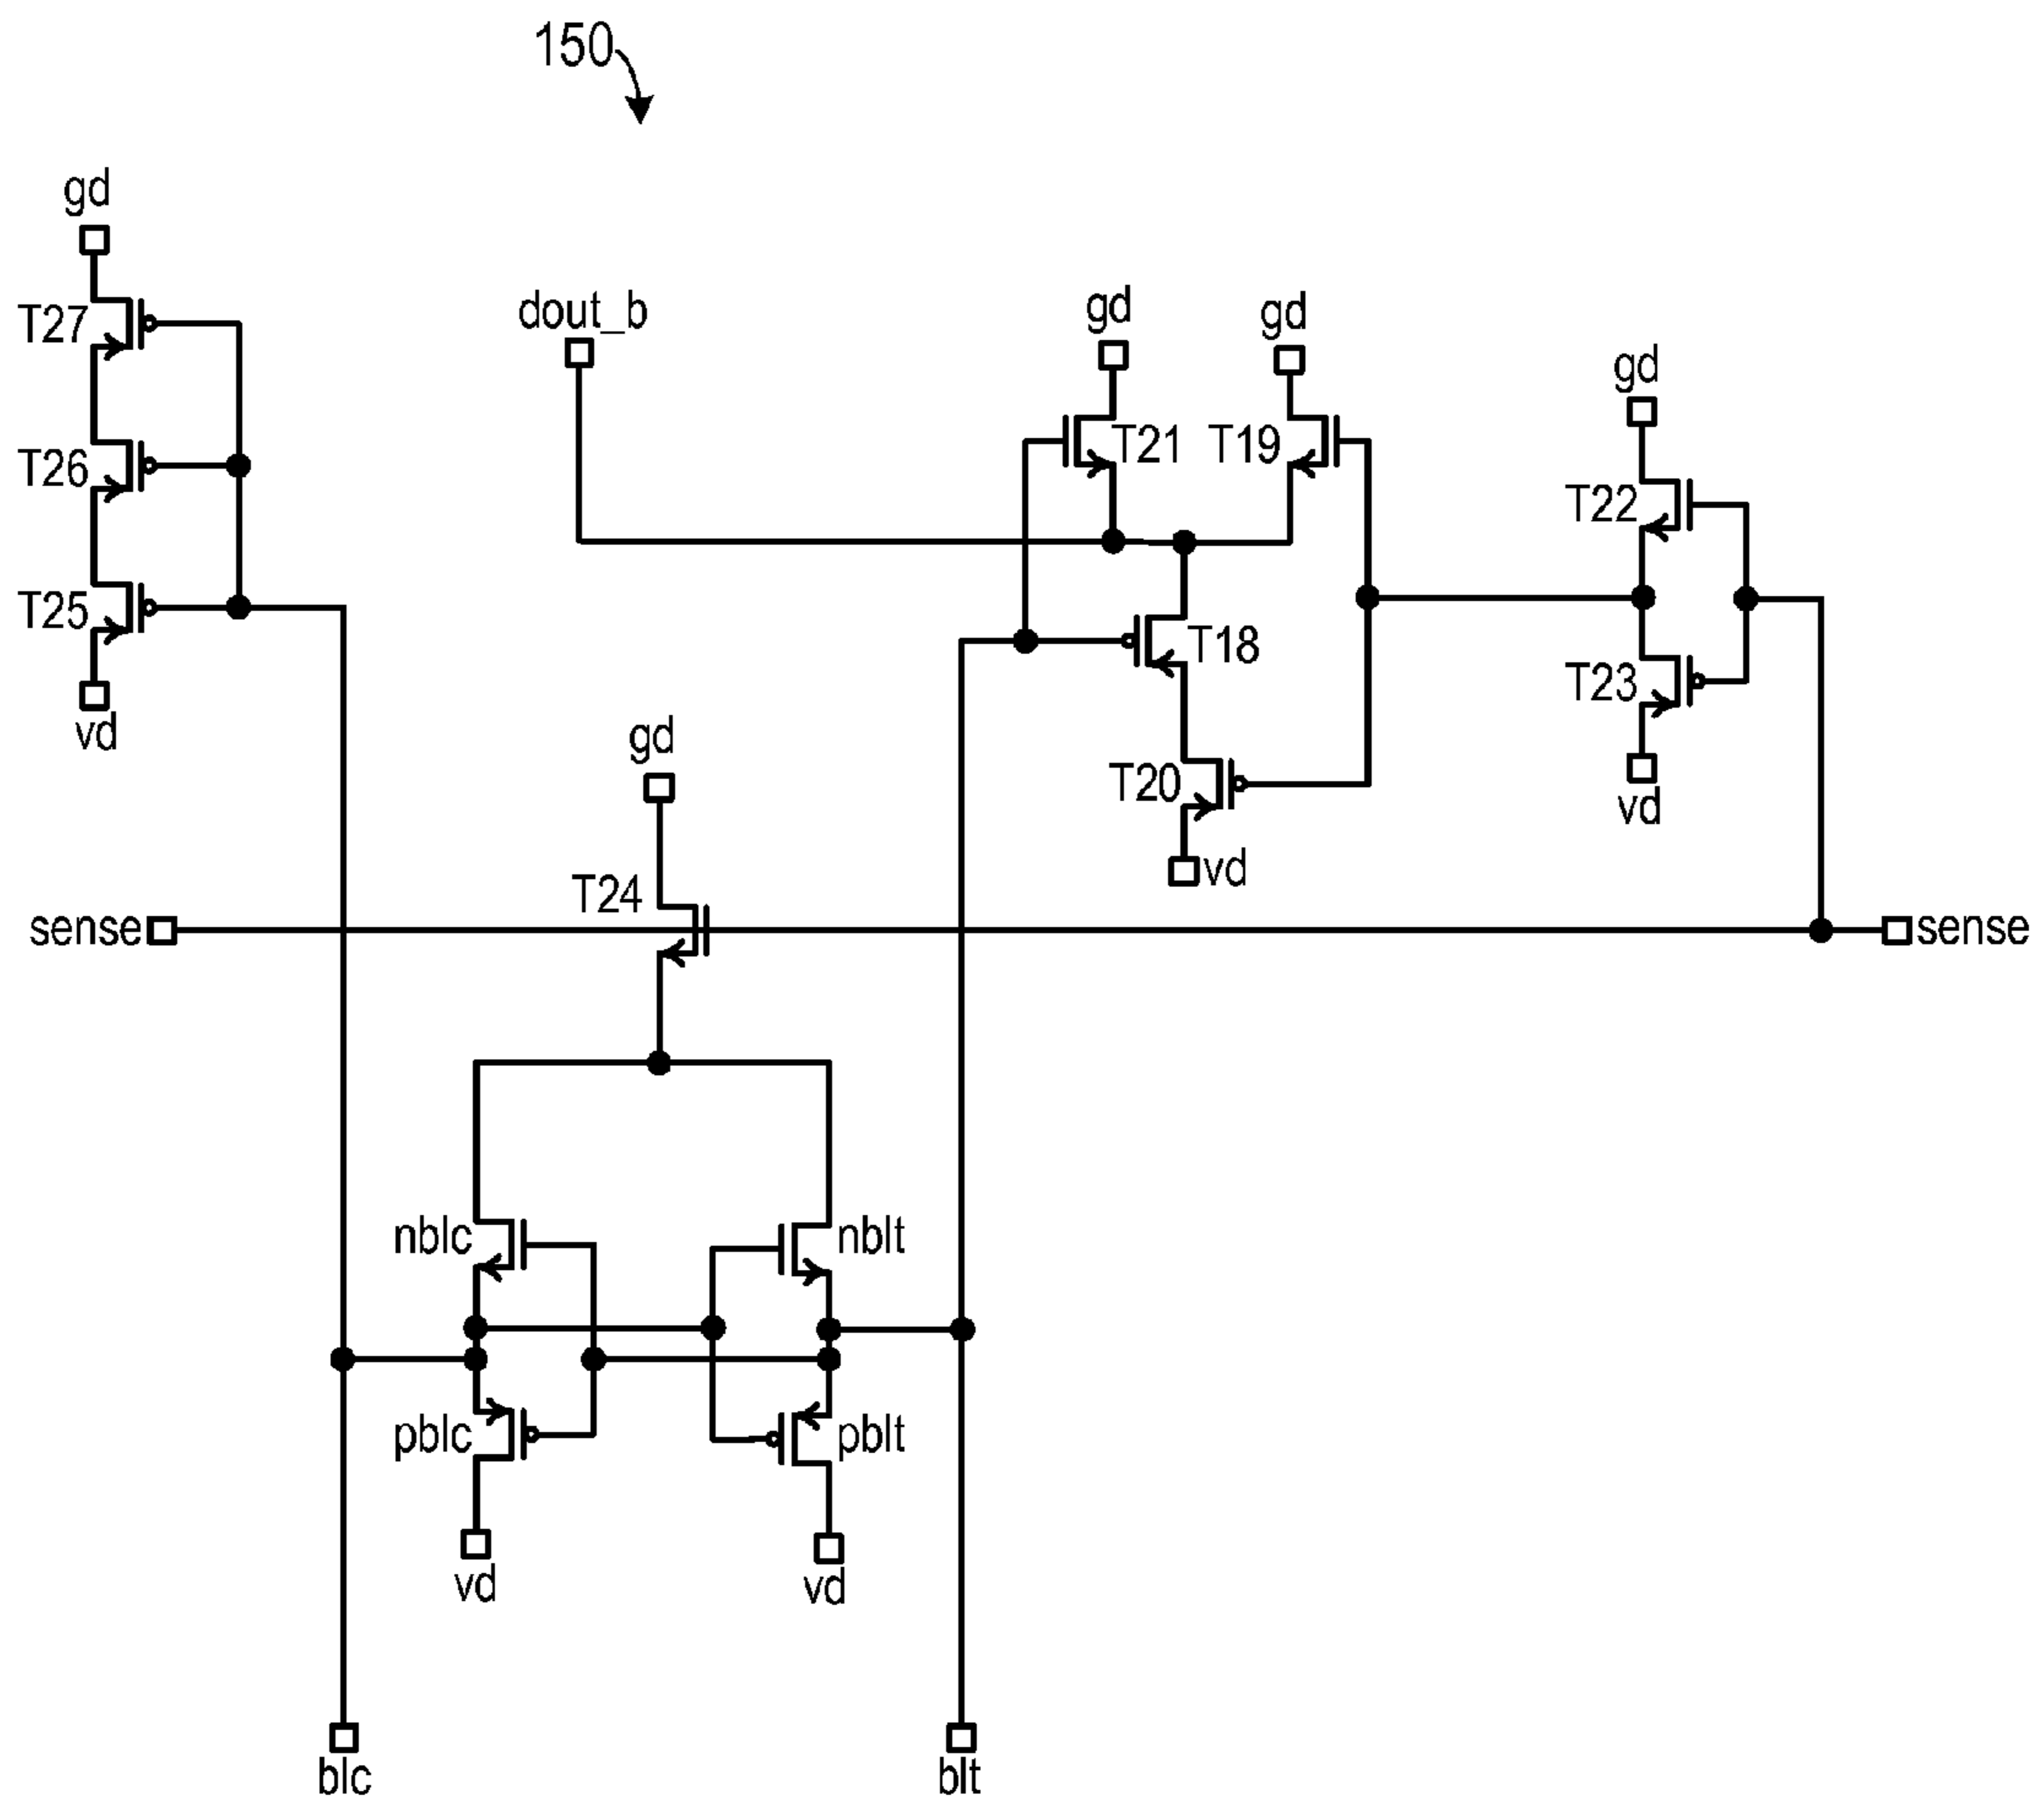 150
gd
T27
T26
T25
vd
dout_b
gd
gd
T21
T19
gd
T22
T18
T23
T20
vd
vd
gd
T24
sense
sense
nblc
nblt
pblc
pblt
vd
vd
blc
blt